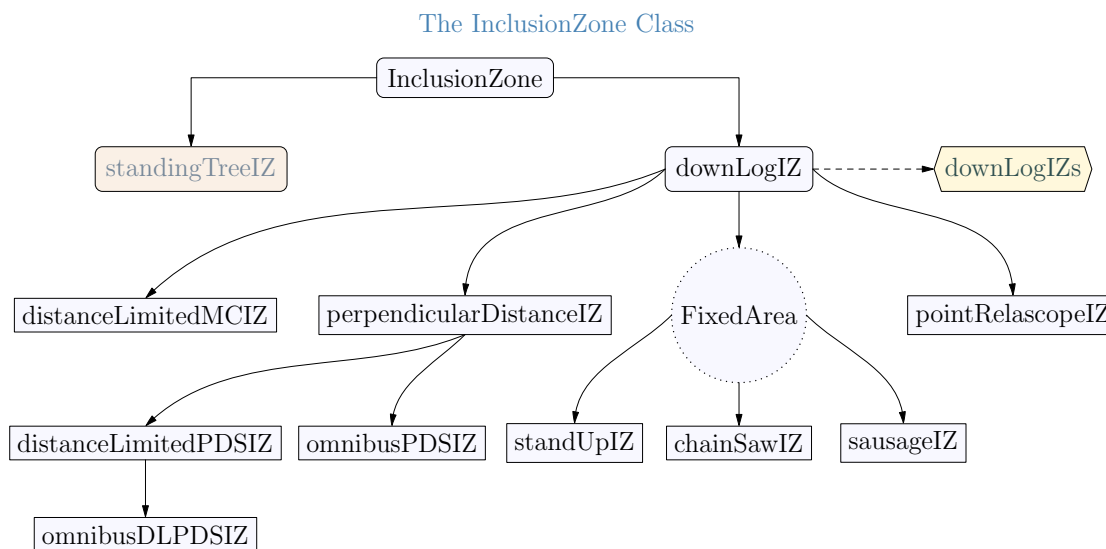 The InclusionZone Class
InclusionZone
standingTreeIZ
downLogIZ
downLogIZs
distanceLimitedMCIZ
perpendicularDistanceIZ
FixedArea
pointRelascopeIZ
distanceLimitedPDSIZ
omnibusPDSIZ
standUpIZ
chainSawIZ
sausageIZ
omnibusDLPDSIZ